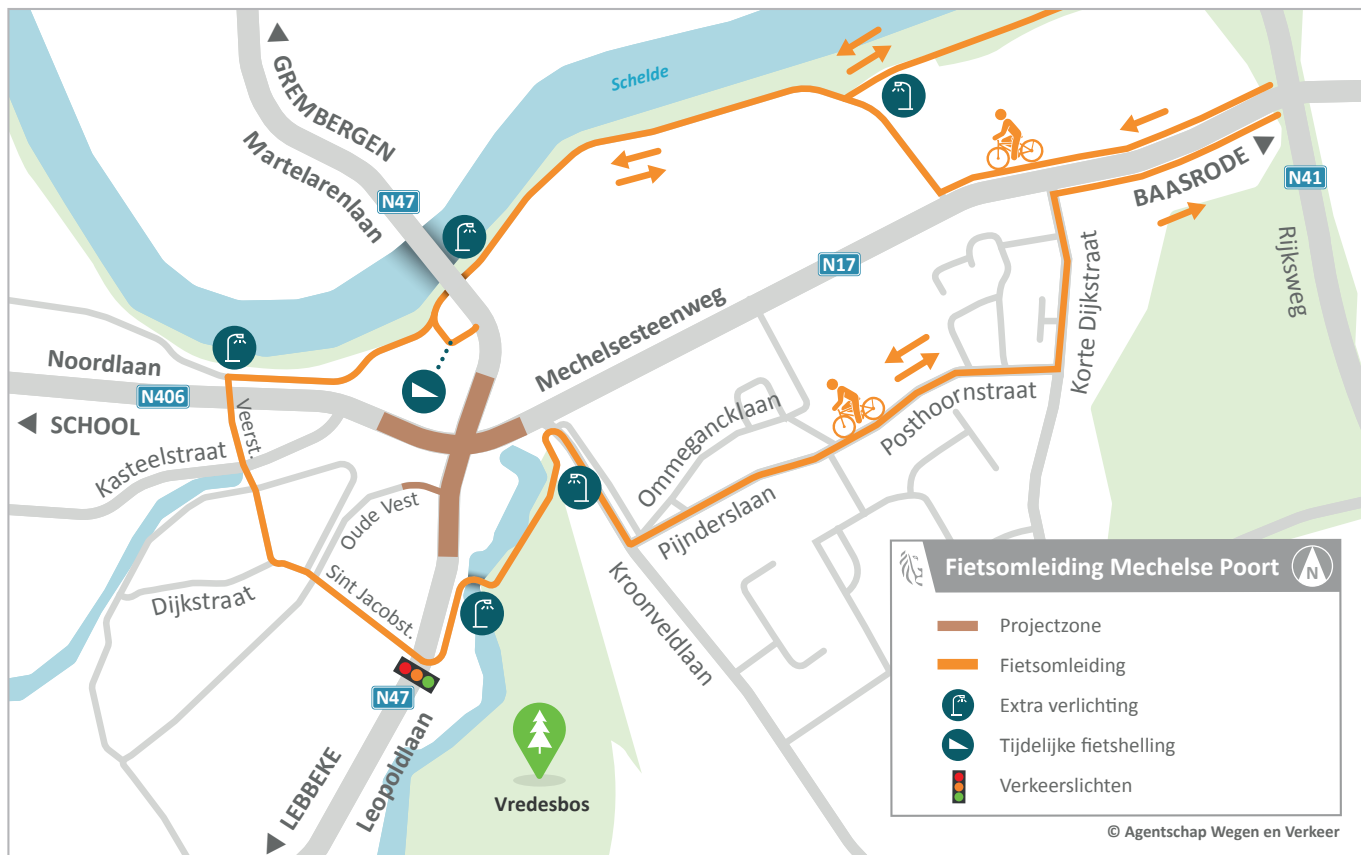 GREMBERGEN
Martelarenlaan
N47
Schelde
BAASRODE
N41
Rijksweg
N17
Mechelsesteenweg
Korte Dijkstraat
Noordlaan
N406
SCHOOL
Veerst.
Kasteelstraat
Oude Vest
Ommegancklaan
Posthoornstraat
Pijnderslaan
Dijkstraat
Sint Jacobst.
Kroonveldlaan
N47
LEBBEKE
Leopoldlaan
Vredesbos
Fietsomleiding Mechelse Poort
N
Projectzone
Fietsomleiding
Extra verlichting
Tijdelijke fietshelling
Verkeerslichten
© Agentschap Wegen en Verkeer